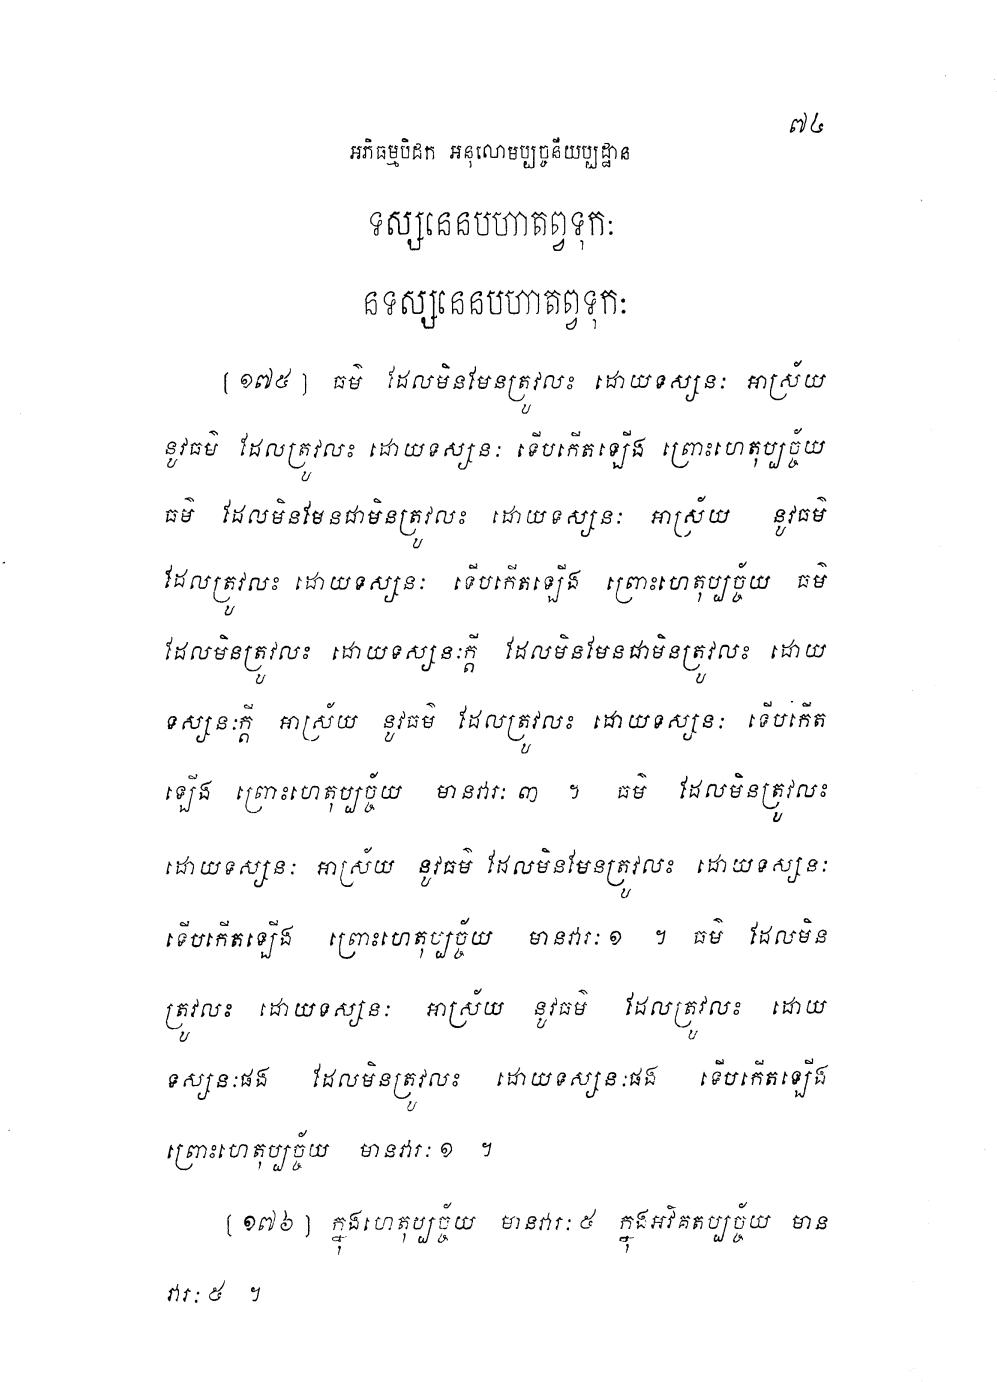 ៧៤
អភិធម្មបិដក អនុលោមប្បច្ចនីយប្បដ្ឋាន
ទស្សនេនបហាតព្វទុកៈ
នទស្សនេនបហាតព្វទុកៈ
[១៧៥] ធម៌ ដែលមិនមែនត្រូវលះ ដោយទស្សនៈ អាស្រ័យ
នូវធម៌ ដែលត្រូវលះ ដោយទស្សនៈ ទើបកើតឡើង ព្រោះហេតុប្បច្ច័យ
ធម៌ ដែលមិនមែនជាមិនត្រូវលះ ដោយទស្សនៈ អាស្រ័យ នូវធម៌
ដែលត្រូវលះ ដោយទស្សនៈ ទើបកើតឡើង ព្រោះហេតុប្បច្ច័យ ធម៌
ដែលមិនត្រូវលះ ដោយទស្សនៈក្តី ដែលមិនមែនជាមិនត្រូវលះ ដោយ
ទស្សនៈក្តី អាស្រ័យ នូវធម៌ ដែលត្រូវលះ ដោយទស្សនៈ ទើបកើត
ឡើង ព្រោះហេតុប្បច្ច័យ មានវារៈ ៣ ។ ធម៌ ដែលមិនត្រូវលះ
ដោយទស្សនៈ អាស្រ័យ នូវធម៌ ដែលមិនមែនត្រូវលះ ដោយទស្សនៈ
ទើបកើតឡើង ព្រោះហេតុប្បច្ច័យ មានវារៈ ១ ។ ធម៌ ដែលមិន
ត្រូវលះ ដោយទស្សនៈ អាស្រ័យ នូវធម៌ ដែលត្រូវលះ ដោយ
ទស្សនៈផង ដែលមិនត្រូវលះ ដោយទស្សនៈផង ទើបកើតឡើង
ព្រោះហេតុប្បច្ច័យ មានវារៈ ១ ។
[១៧៦] ក្នុងហេតុប្បច្ច័យ មានវារៈ ៥ ក្នុងអវិគតប្បច្ច័យ មាន
វារៈ ៥ ។